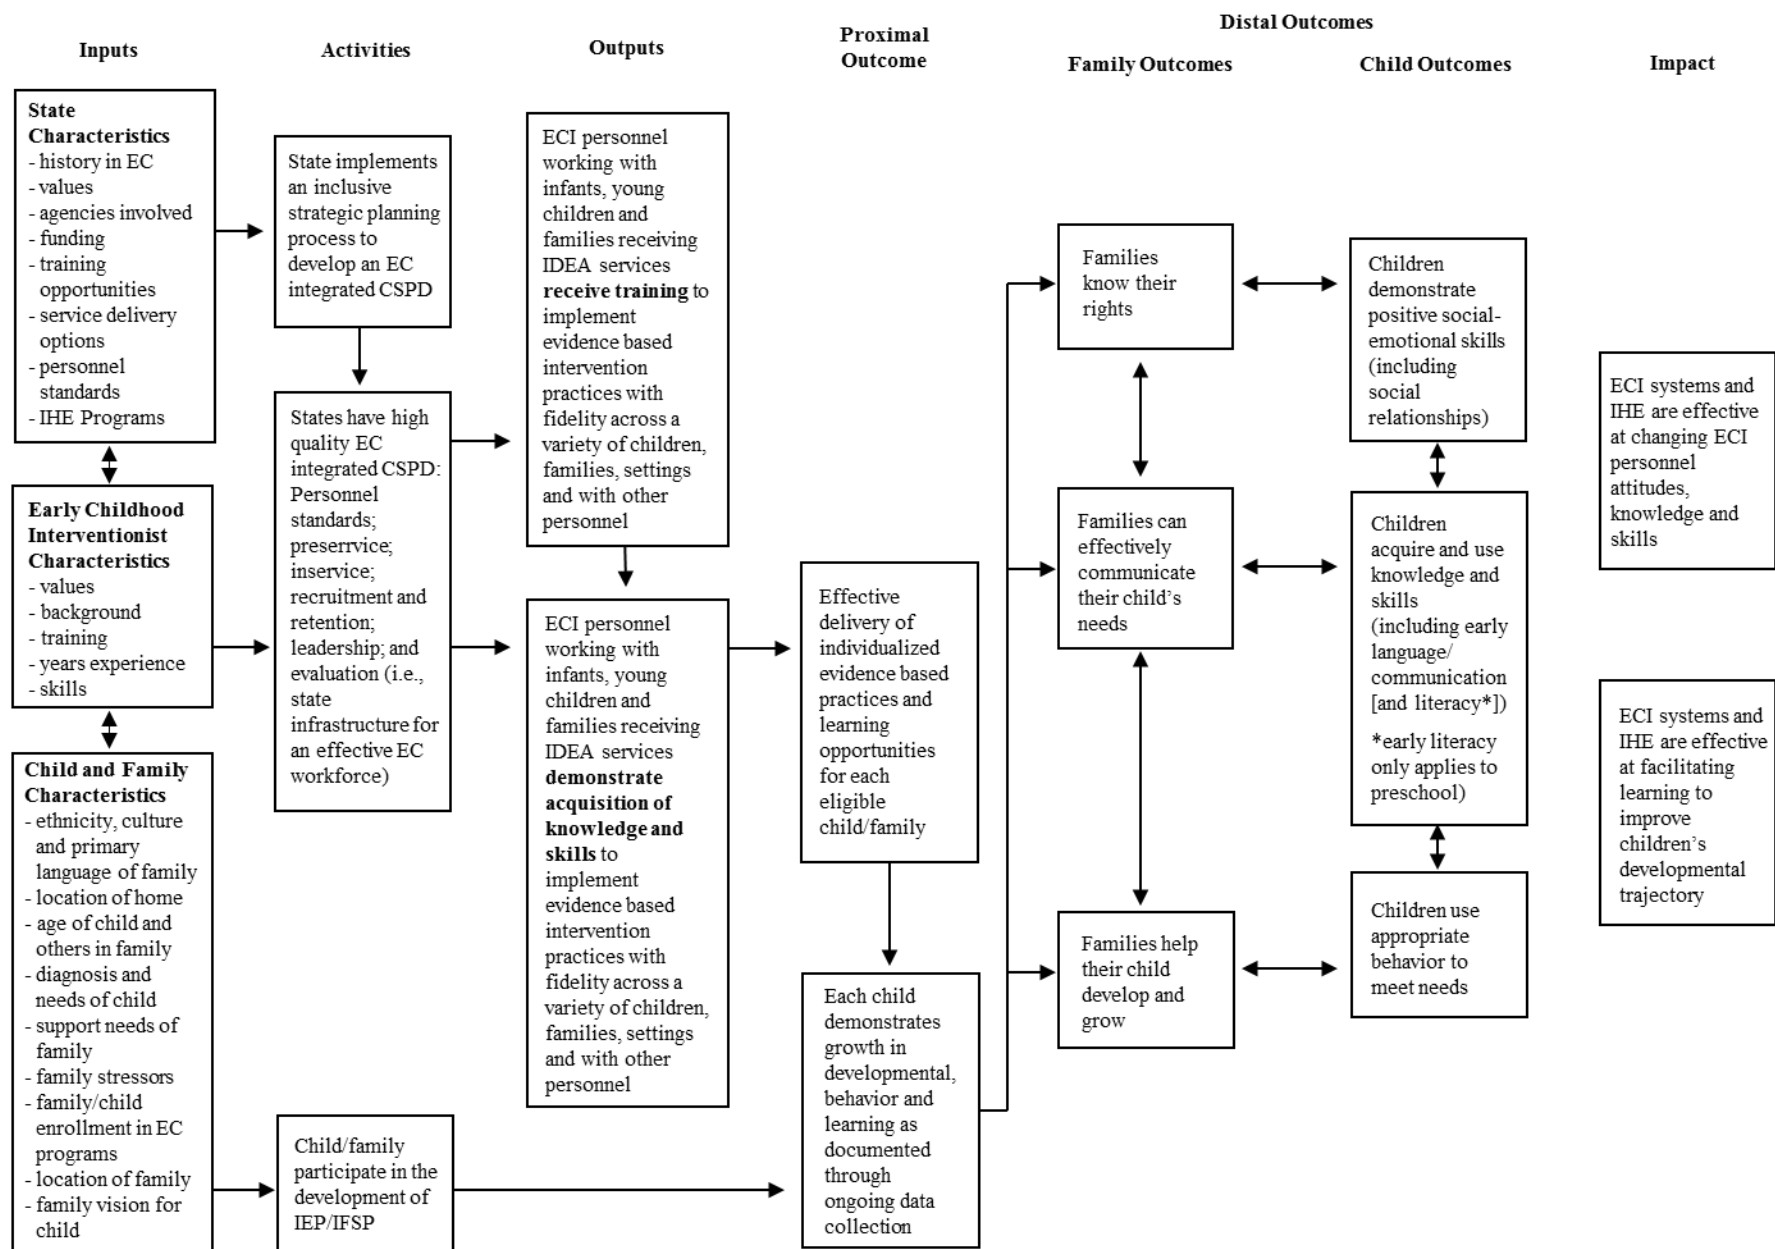 Inputs
Activities
Outputs
Proximal
Outcome
Distal Outcomes
Family Outcomes
Child Outcomes
Impact
State
Characteristics
- history in EC
- values
- agencies involved
- funding
- training
opportunities
- service delivery
options
- personnel
standards
- IHE Programs
Early Childhood
Interventionist
Characteristics
- values
- background
- training
- years experience
- skills
Child and Family
Characteristics
- ethnicity, culture
and primary
language of family
- location of home
- age of child and
others in family
- diagnosis and
needs of child
- support needs of
family
- family stressors
- family/child
enrollment in EC
programs
- location of family
- family vision for
child
State implements
an inclusive
strategic planning
process to
develop an EC
integrated CSPD
States have high
quality EC
integrated CSPD:
Personnel
standards;
preserrvice;
inservice;
recruitment and
retention;
leadership; and
evaluation (i.e.,
state
infrastructure for
an effective EC
workforce)
Child/family
participate in the
development of
IEP/IFSP
ECI personnel
working with
infants, young
children and
families receiving
IDEA services
receive training to
implement
evidence based
intervention
practices with
fidelity across a
variety of children,
families, settings
and with other
personnel
ECI personnel
working with
infants, young
children and
families receiving
IDEA services
demonstrate
acquisition of
knowledge and
skills to
implement
evidence based
intervention
practices with
fidelity across a
variety of children,
families, settings
and with other
personnel
Effective
delivery of
individualized
evidence based
practices and
learning
opportunities
for each
eligible
child/family
Each child
demonstrates
growth in
developmental,
behavior and
learning as
documented
through
ongoing data
collection
Families
know their
rights
Families can
effectively
communicate
their child's
needs
Families help
their child
develop and
grow
Children
demonstrate
positive social-
emotional skills
(including
social
relationships)
Children
acquire and use
knowledge and
skills
(including early
language/
communication
[and literacy*])
*early literacy
only applies to
preschool)
Children use
appropriate
behavior to
meet needs
ECI systems and
IHE are effective
at changing ECI
personnel
attitudes,
knowledge and
skills
ECI systems and
IHE are effective
at facilitating
learning to
improve
children's
developmental
trajectory